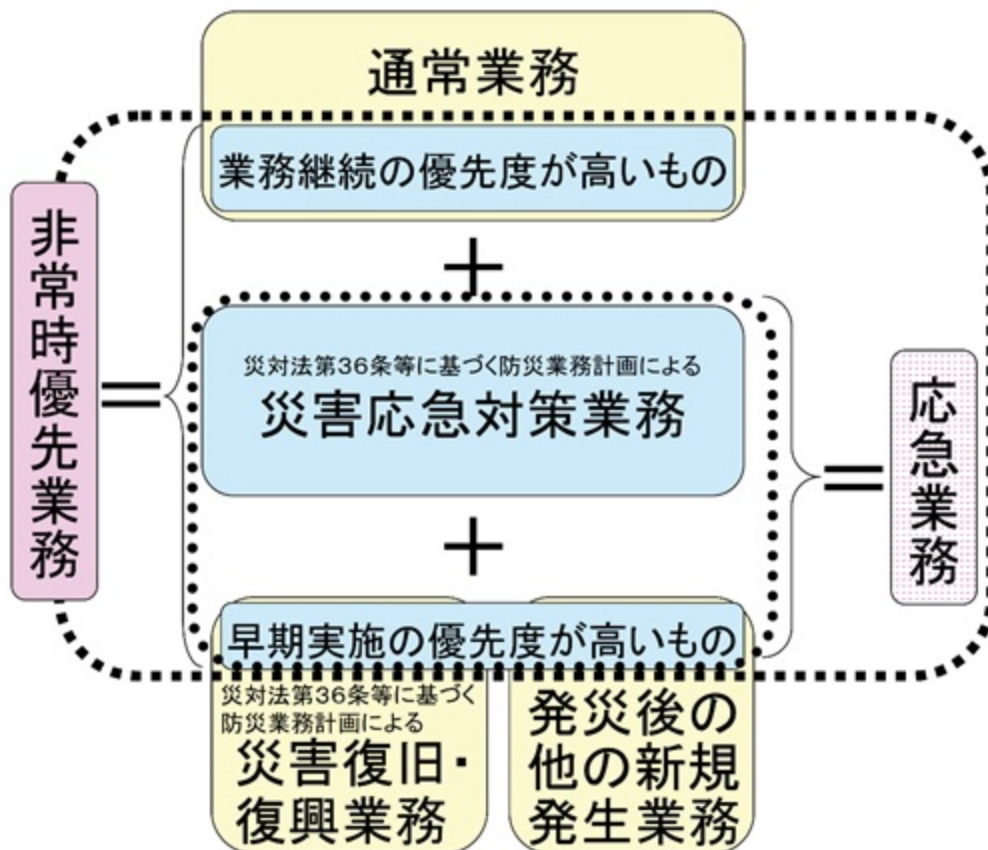 通常業務
業務継続の優先度が高いもの
+
非常時優先業務
=
災対法第36条等に基づく防災業務計画による
災害応急対策業務
=
応急業務
+
早期実施の優先度が高いもの
災対法第36条等に基づく
防災業務計画による
災害復旧・
復興業務
発災後の
他の新規
発生業務